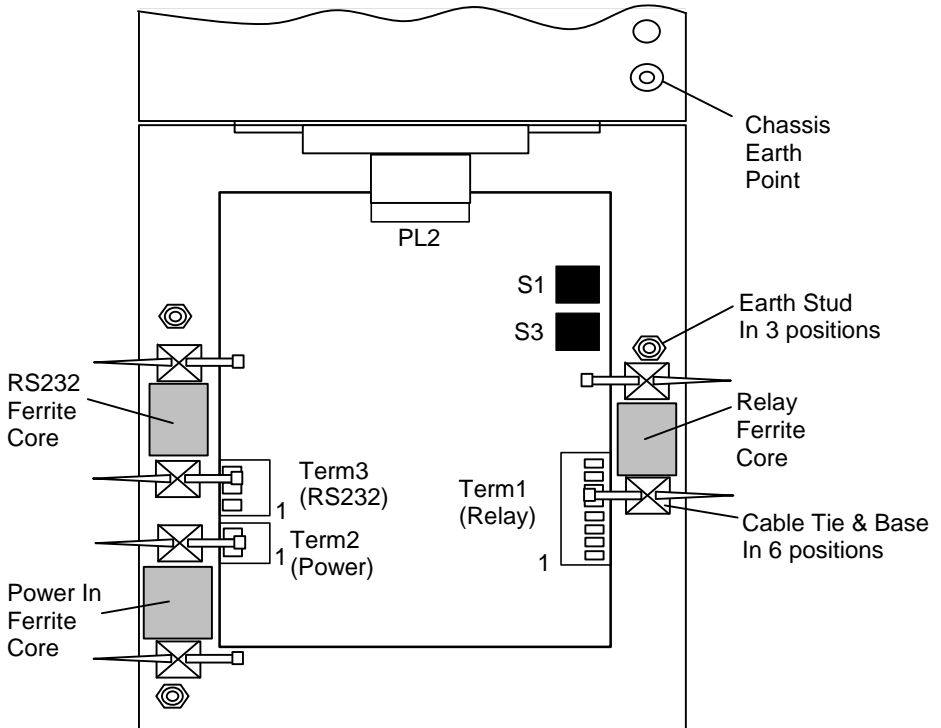 Chassis
Earth
Point
PL2
S1
S3
Earth Stud
In 3 positions
RS232
Ferrite
Core
Relay
Ferrite
Core
Term3
(RS232)
1
Term1
(Relay)
1
Cable Tie & Base
In 6 positions
Term2
(Power)
1
Power In
Ferrite
Core